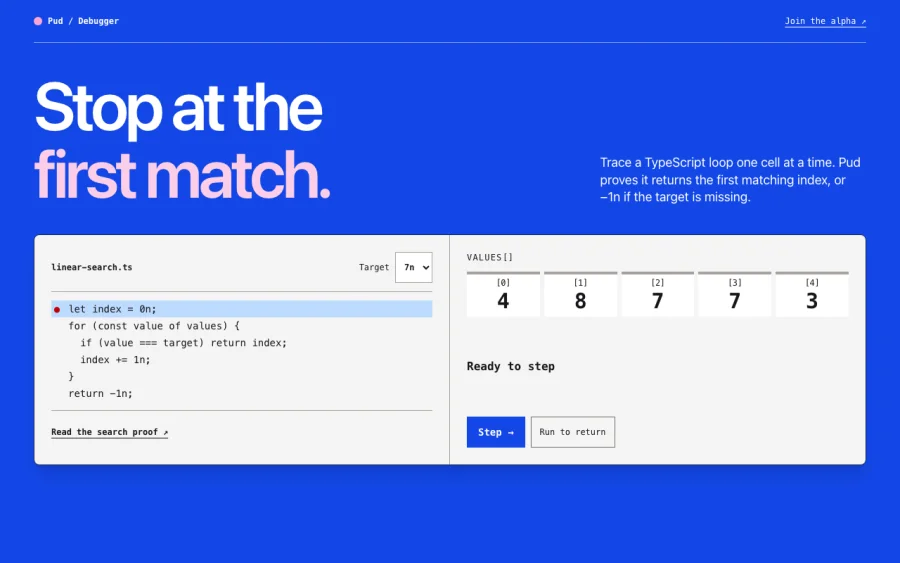 Pud / Debugger
Join the alpha ↗
Stop at the
first match.
Trace a TypeScript loop one cell at a time. Pud
proves it returns the first matching index, or
−1n if the target is missing.
linear-search.ts
Target 7n
let index = 0n;
for (const value of values) {
if (value === target) return index;
index += 1n;
}
return -1n;
Read the search proof ↗
VALUES[]
[0] [1] [2] [3] [4]
4 8 7 7 3
Ready to step
Step →
Run to return